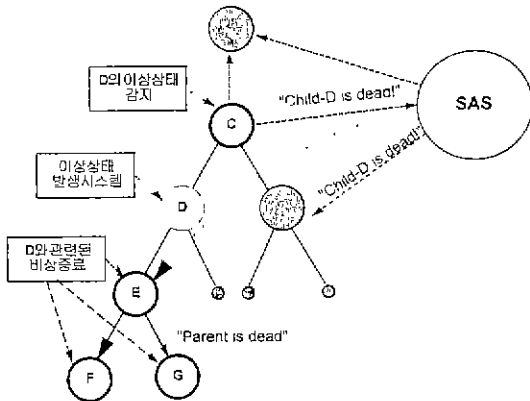 D의이상상태
감지
"Child-D is dead!"
SAS
C
이상상태
발생시스템
D
"Child-D is dead!"
D와관련된
비상종료
E
"Parent is dead"
F
G